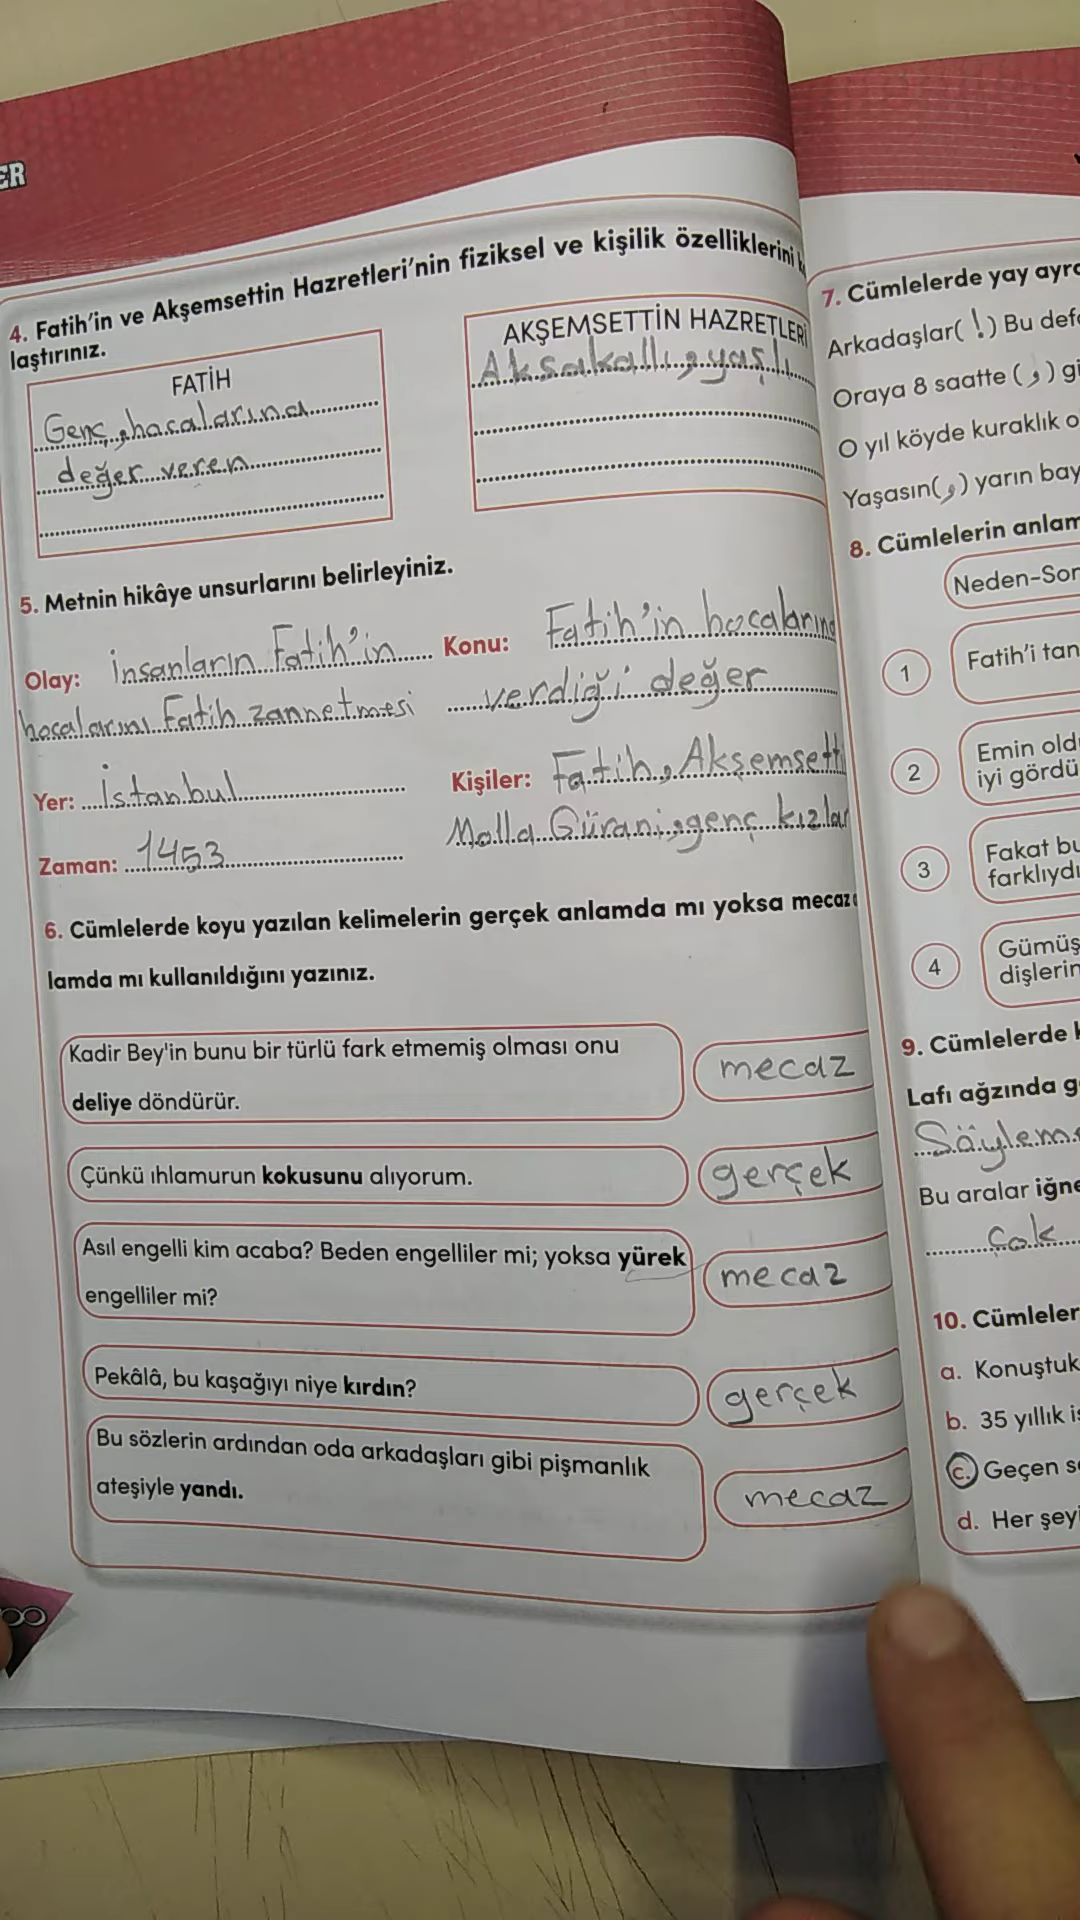 ER
4. Fatih'in ve Akşemsettin Hazretleri'nin fiziksel ve kişilik özelliklerini
laştırınız.
FATİH
Genç, hocalarına
değer veren
AKŞEMSETTİN HAZRETLERİ
Aksakallı, yaşlı
5. Metnin hikâye unsurlarını belirleyiniz.
Olay: İnsanların Fatih'in
hocalarını Fatih zannetmesi
Konu: Fatih'in hocalarına
verdiği değer
Yer: İstanbul
Kişiler: Fatih, Akşemsetti
Molla Gürani, genç kızlar
Zaman: 1453
6. Cümlelerde koyu yazılan kelimelerin gerçek anlamda mı yoksa mecaz
lamda mı kullanıldığını yazınız.
Kadir Bey'in bunu bir türlü fark etmemiş olması onu
deliye döndürür.
mecaz
Çünkü ıhlamurun kokusunu alıyorum.
gerçek
Asıl engelli kim acaba? Beden engelliler mi; yoksa yürek
engelliler mi?
mecaz
Pekâlâ, bu kaşağıyı niye kırdın?
gerçek
Bu sözlerin ardından oda arkadaşları gibi pişmanlık
ateşiyle yandı.
mecaz
7. Cümlelerde yay ayra
Arkadaşlar(!) Bu defa
Oraya 8 saatte (,) gi
O yıl köyde kuraklık o
Yaşasın(,) yarın bay
8. Cümlelerin anlam
Neden-Son
1 Fatih'i tan
2 Emin old
iyi gördü
3 Fakat bu
farklıydı
4 Gümüş
dişlerin
9. Cümlelerde k
Lafı ağzında g
Söylem
Bu aralar iğne
Çok
10. Cümleler
a. Konuştuk
b. 35 yıllık iş
c. Geçen s
d. Her şeyi